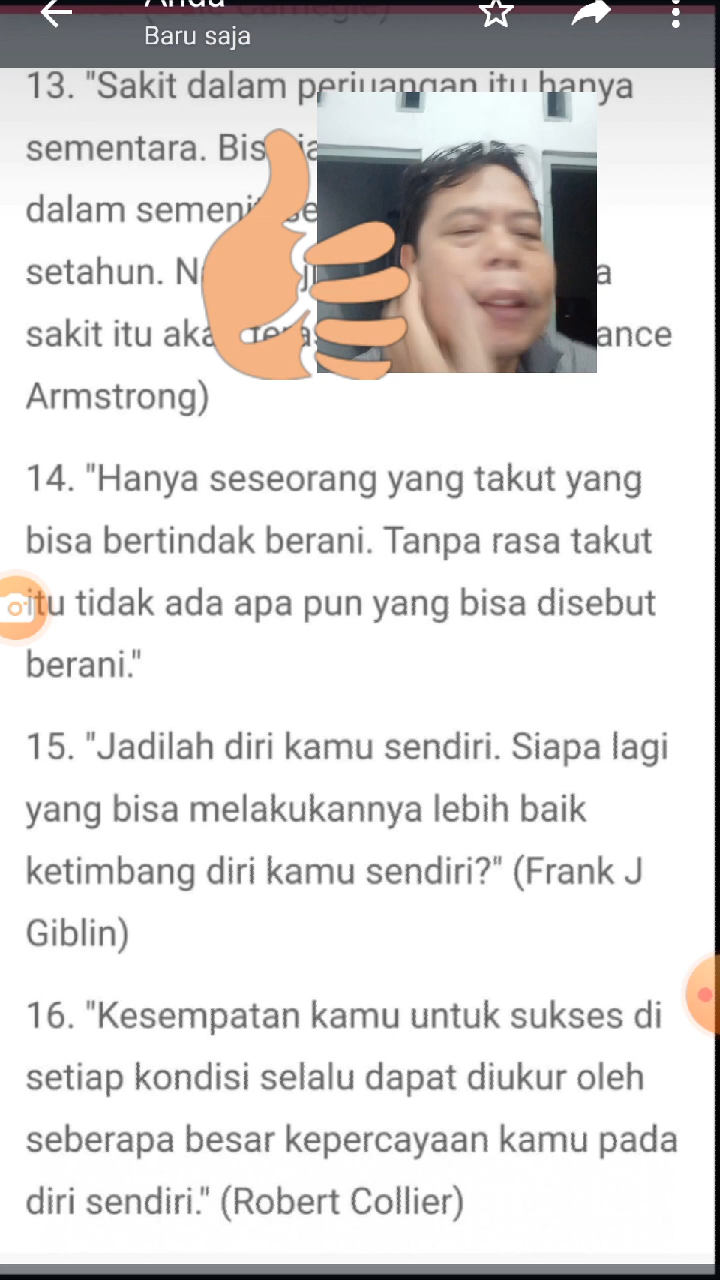 Baru saja
13. "Sakit dalam perjuangan itu hanya
sementara.
dalam
setahun.
sakit itu
Armstrong)
14. "Hanya seseorang yang takut yang
bisa bertindak berani. Tanpa rasa takut
itu tidak ada apa pun yang bisa disebut
berani."
15. "Jadilah diri kamu sendiri. Siapa lagi
yang bisa melakukannya lebih baik
ketimbang diri kamu sendiri?" (Frank J
Giblin)
16. "Kesempatan kamu untuk sukses di
setiap kondisi selalu dapat diukur oleh
seberapa besar kepercayaan kamu pada
diri sendiri." (Robert Collier)